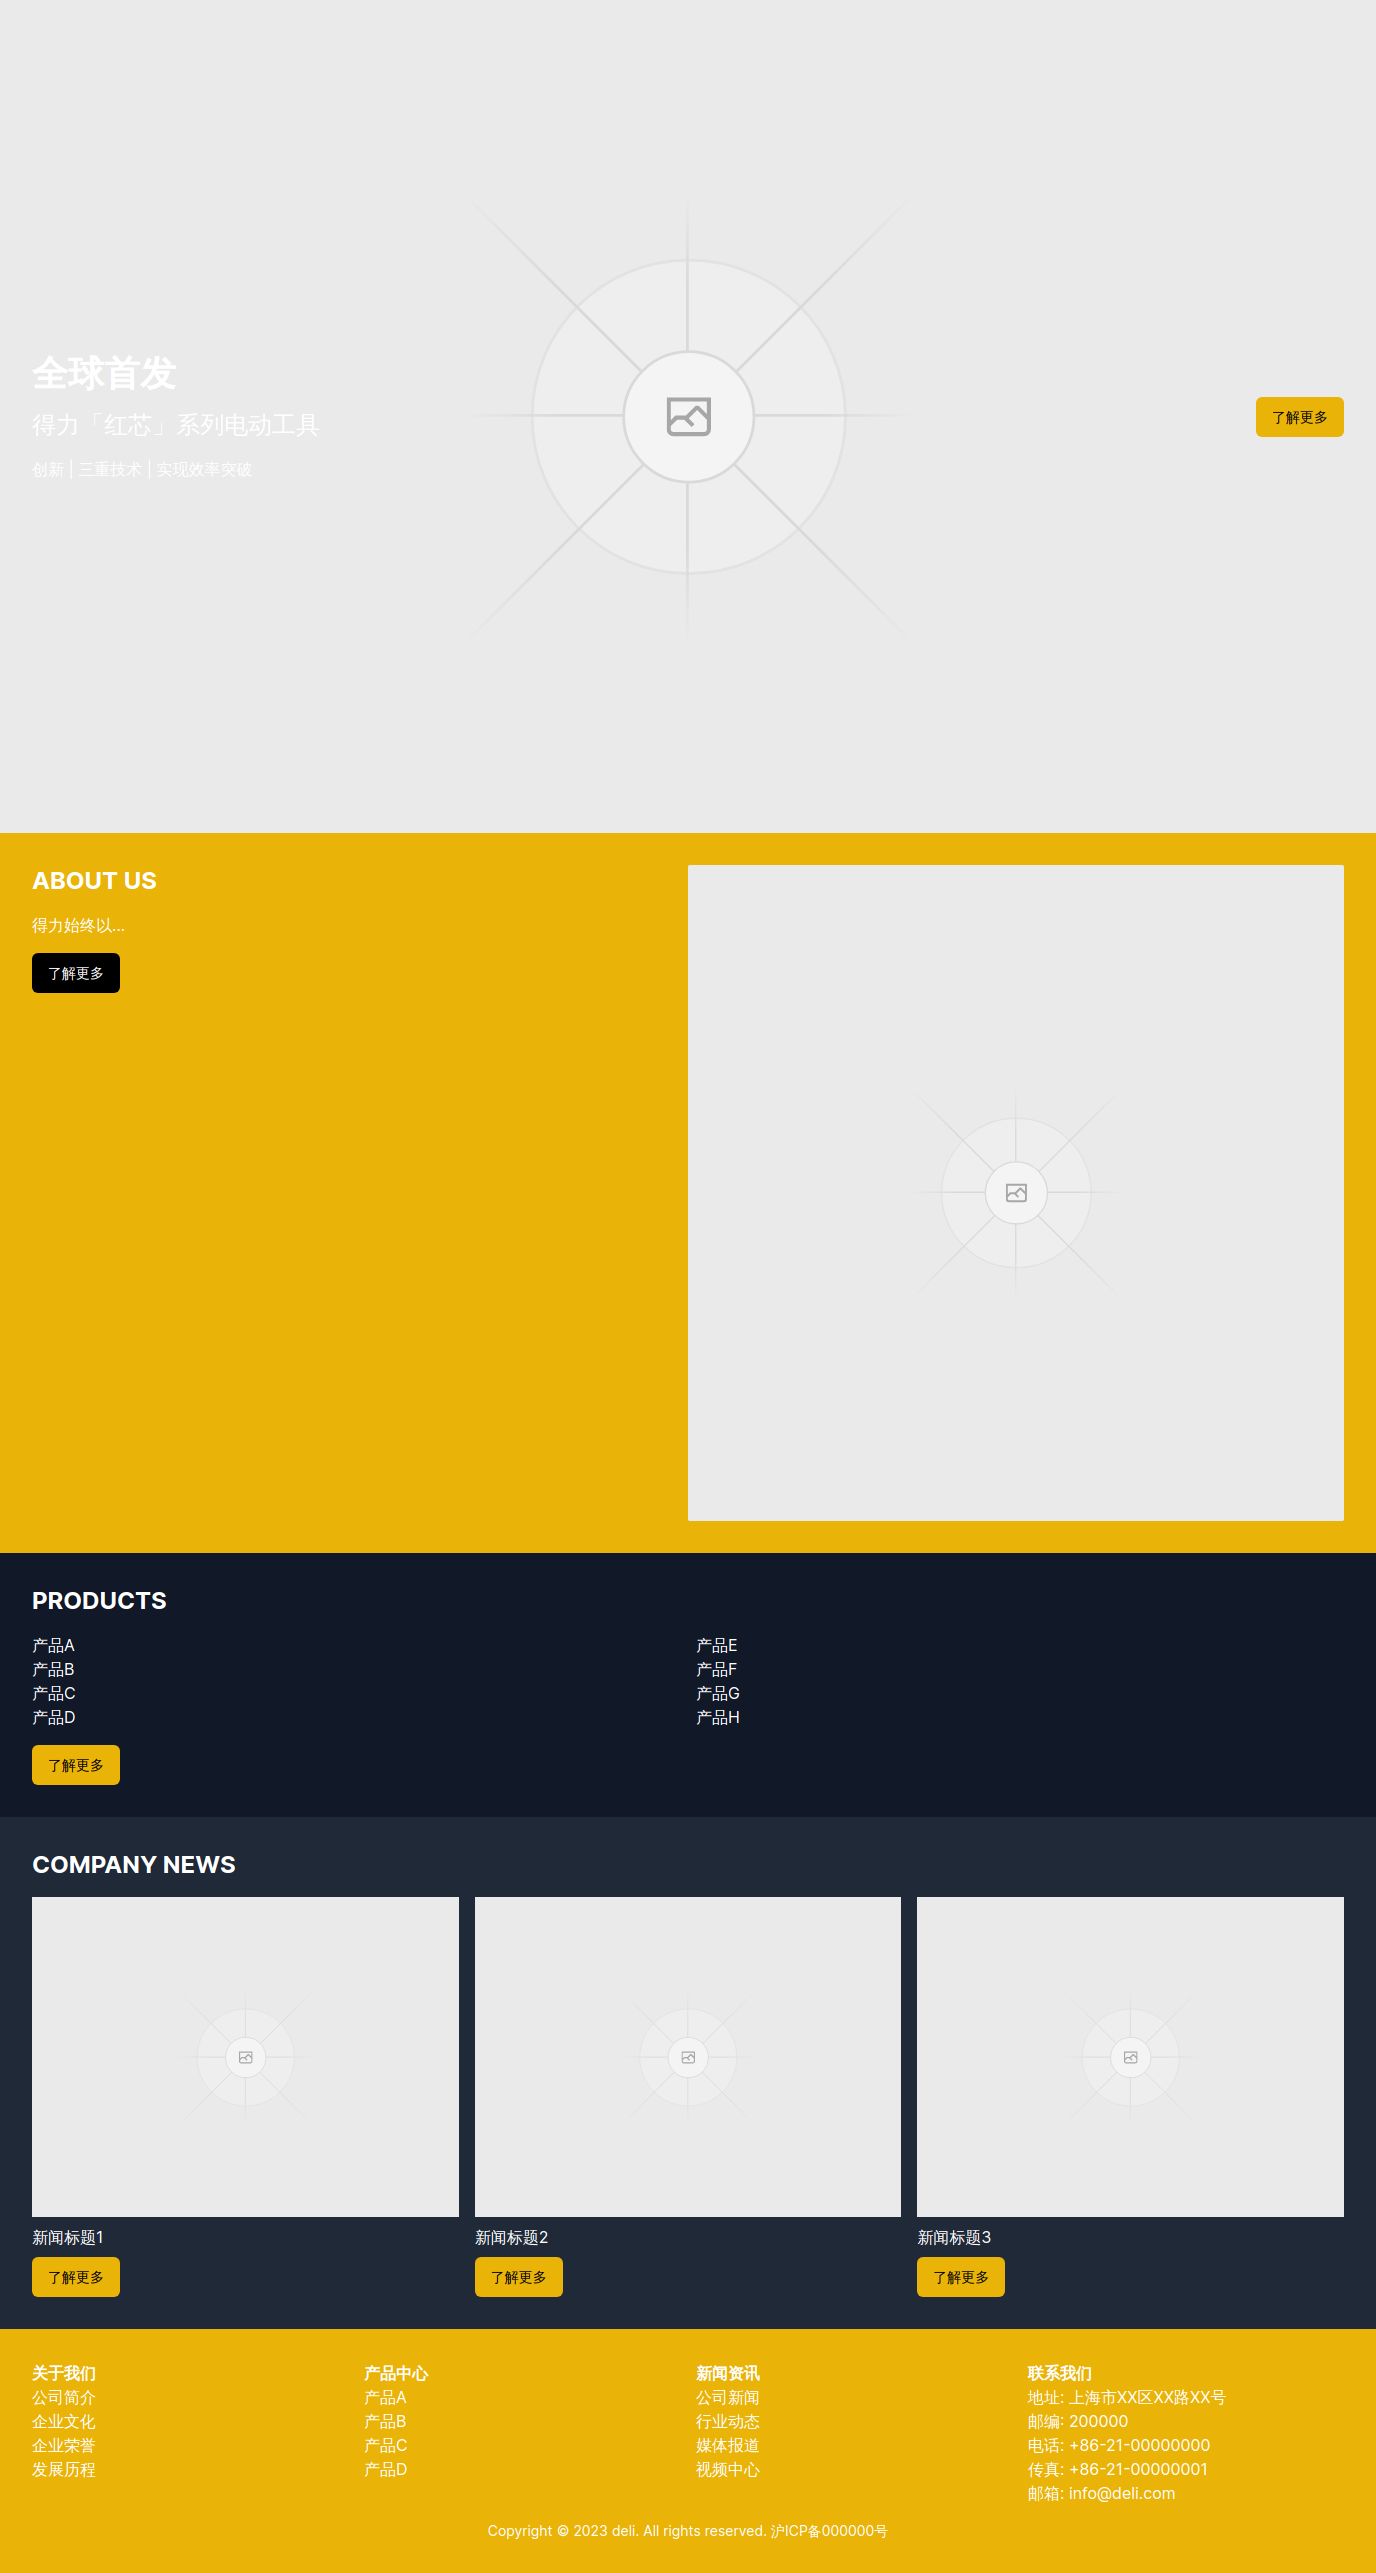 全球首发
得力「红芯」系列电动工具
创新 | 三重技术 | 实现效率突破
了解更多
ABOUT US
得力始终以...
了解更多
PRODUCTS
产品A
产品B
产品C
产品D
产品E
产品F
产品G
产品H
了解更多
COMPANY NEWS
新闻标题1
了解更多
新闻标题2
了解更多
新闻标题3
了解更多
关于我们
公司简介
企业文化
企业荣誉
发展历程
产品中心
产品A
产品B
产品C
产品D
新闻资讯
公司新闻
行业动态
媒体报道
视频中心
联系我们
地址: 上海市XX区XX路XX号
邮编: 200000
电话: +86-21-00000000
传真: +86-21-00000001
邮箱: info@deli.com
Copyright © 2023 deli. All rights reserved. 沪ICP备000000号